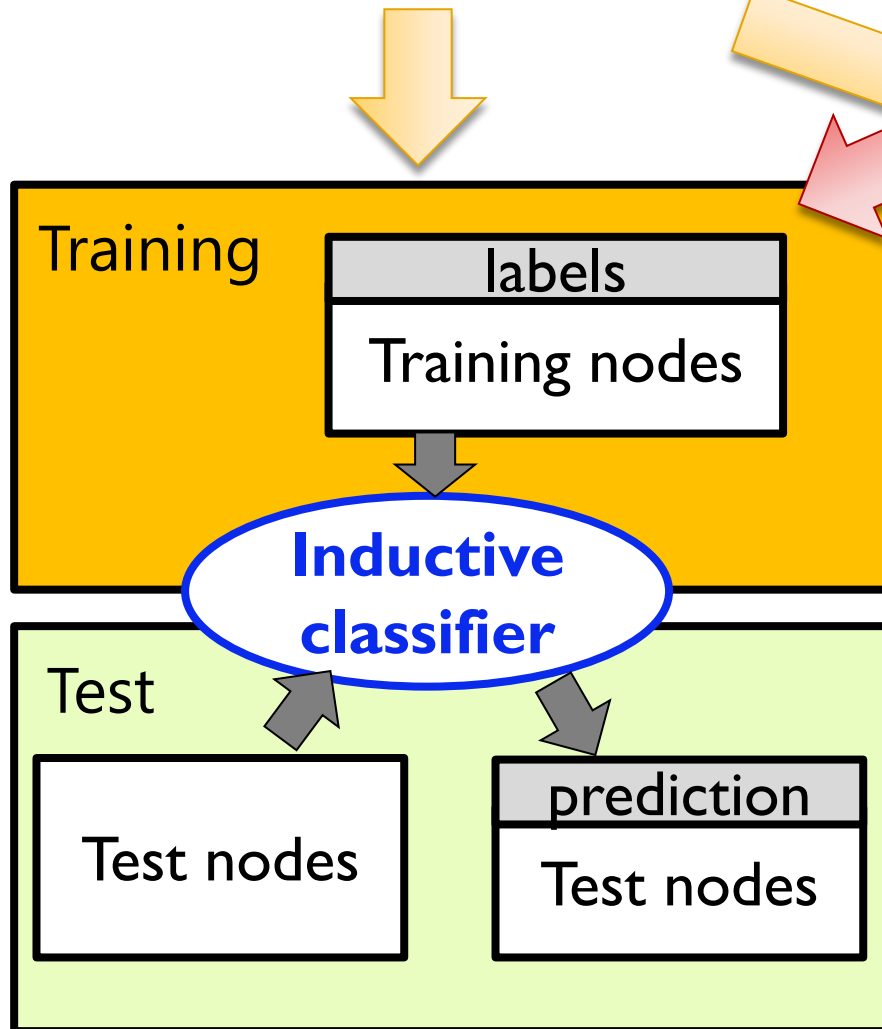 Training
labels
Training nodes
Inductive
classifier
Test
Test nodes
prediction
Test nodes